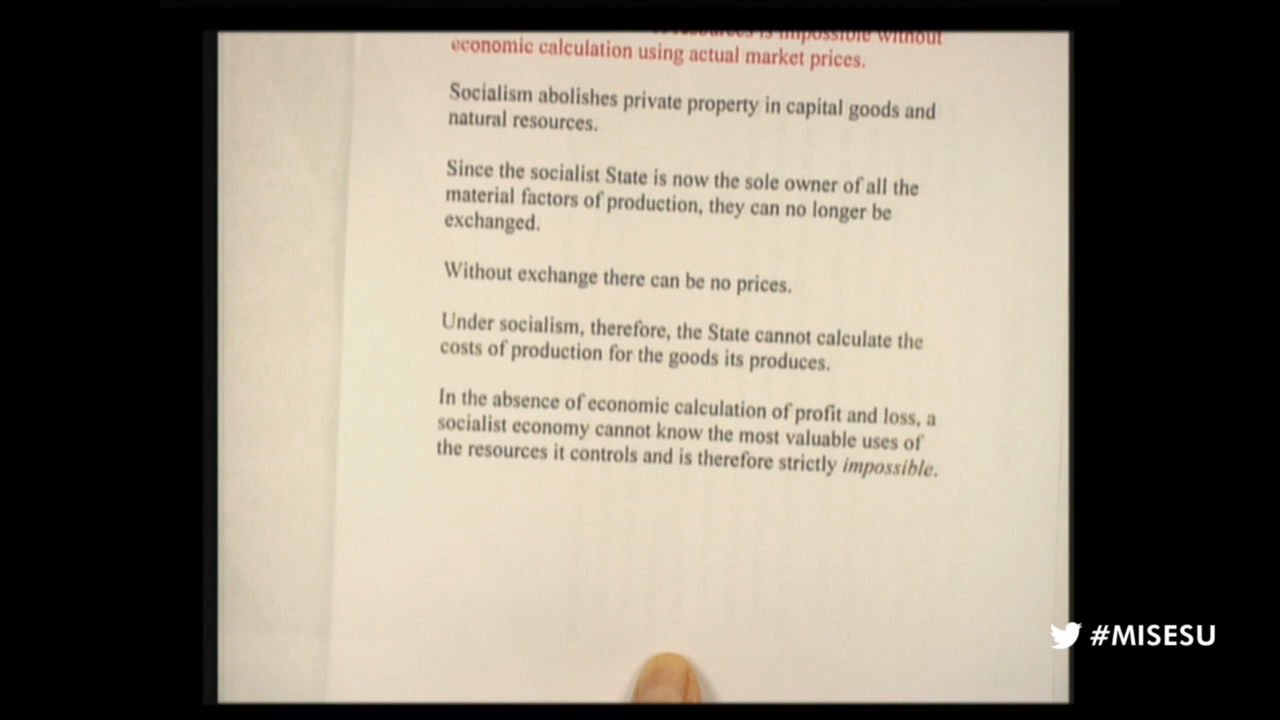 is impossible without
economic calculation using actual market prices.
Socialism abolishes private property in capital goods and
natural resources.
Since the socialist State is now the sole owner of all the
material factors of production, they can no longer be
exchanged.
Without exchange there can be no prices.
Under socialism, therefore, the State cannot calculate the
costs of production for the goods its produces.
In the absence of economic calculation of profit and loss, a
socialist economy cannot know the most valuable uses of
the resources it controls and is therefore strictly impossible.
#MISESU